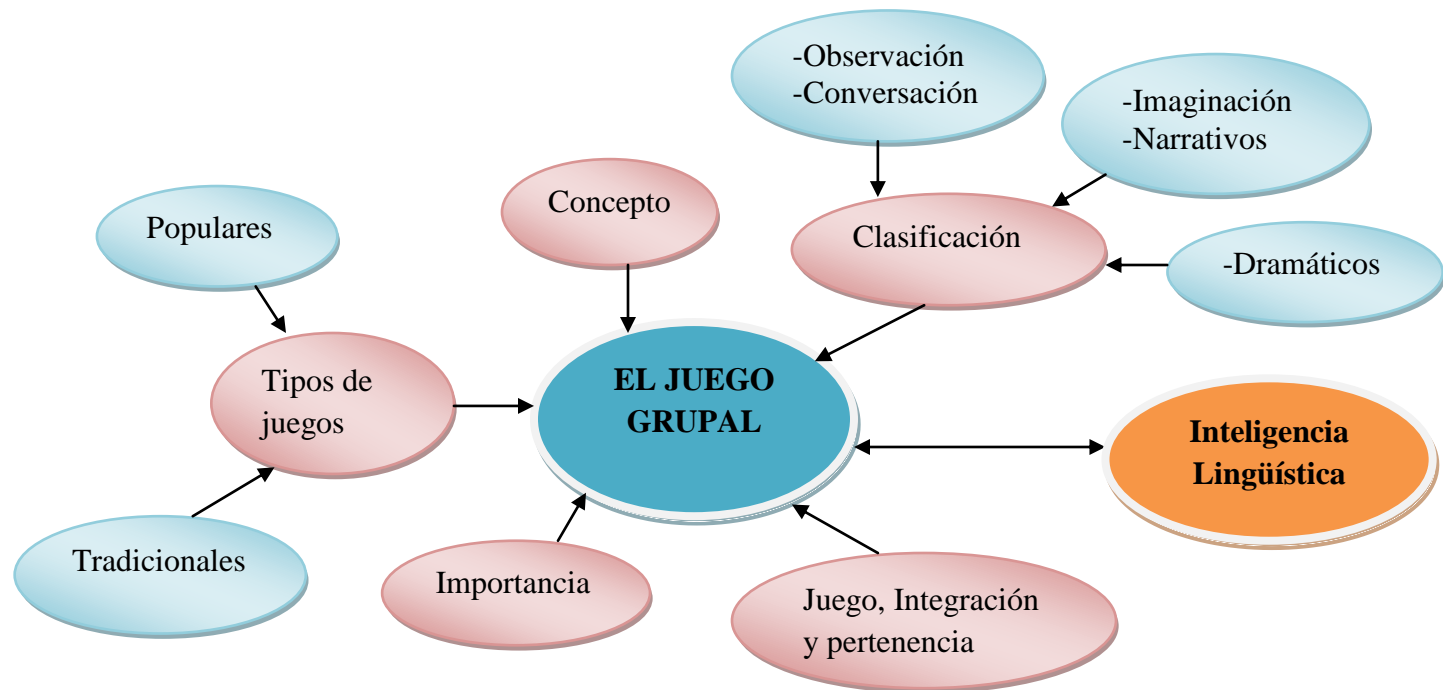 -Observación
-Conversación
-Imaginación
-Narrativos
Concepto
Populares
Clasificación
-Dramáticos
EL JUEGO
GRUPAL
Tipos de
juegos
Inteligencia
Lingüística
Tradicionales
Importancia
Juego, Integración
y pertenencia